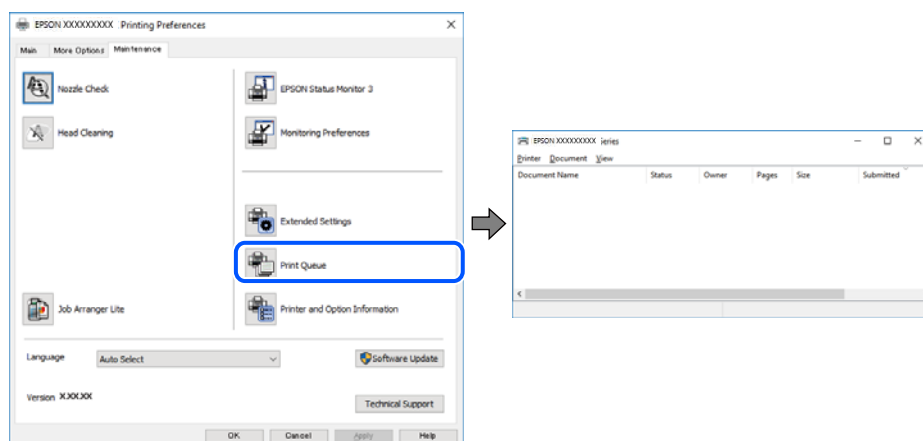 EPSON XXXXXXXXX Printing Preferences
Main More Options Maintenance
Nozzle Check
EPSON Status Monitor 3
Head Cleaning
Monitoring Preferences
Extended Settings
Print Queue
Job Arranger Lite
Printer and Option Information
Language Auto Select Software Update
Version X.XX.XX
Technical Support
OK Cancel Apply Help
EPSON XXXXXXXXX ieries
Printer Document View
Document Name Status Owner Pages Size Submitted